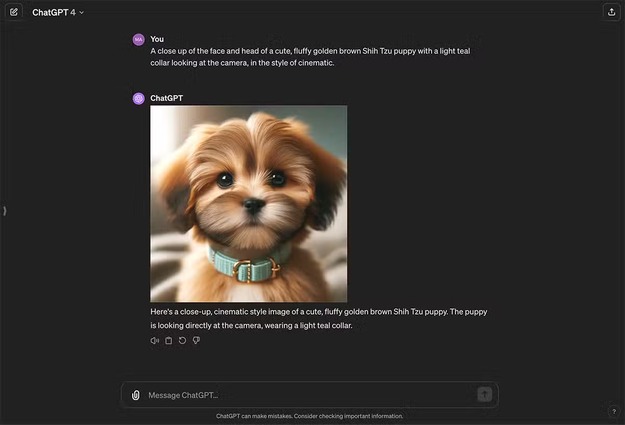 ChatGPT 4
You
A close up of the face and head of a cute, fluffy golden brown Shih Tzu puppy with a light teal
collar looking at the camera, in the style of cinematic.
ChatGPT
Here's a close-up, cinematic style image of a cute, fluffy golden brown Shih Tzu puppy. The puppy
is looking directly at the camera, wearing a light teal collar.
Message ChatGPT...
ChatGPT can make mistakes. Consider checking important information.
?